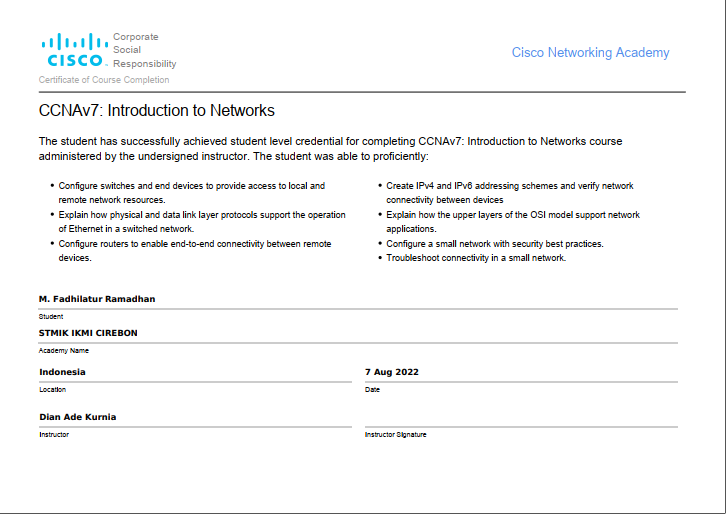 Corporate
Social
Responsibility
CISCO.
Cisco Networking Academy
Certificate of Course Completion
CCNAv7: Introduction to Networks
The student has successfully achieved student level credential for completing CCNAv7: Introduction to Networks course
administered by the undersigned instructor. The student was able to proficiently:
• Configure switches and end devices to provide access to local and
remote network resources.
• Explain how physical and data link layer protocols support the operation
of Ethernet in a switched network.
• Configure routers to enable end-to-end connectivity between remote
devices.
• Create IPv4 and IPv6 addressing schemes and verify network
connectivity between devices
• Explain how the upper layers of the OSI model support network
applications.
• Configure a small network with security best practices.
• Troubleshoot connectivity in a small network.
M. Fadhilatur Ramadhan
Student
STMIK IKMI CIREBON
Academy Name
Indonesia
Location
7 Aug 2022
Date
Dian Ade Kurnia
Instructor
Instructor Signature